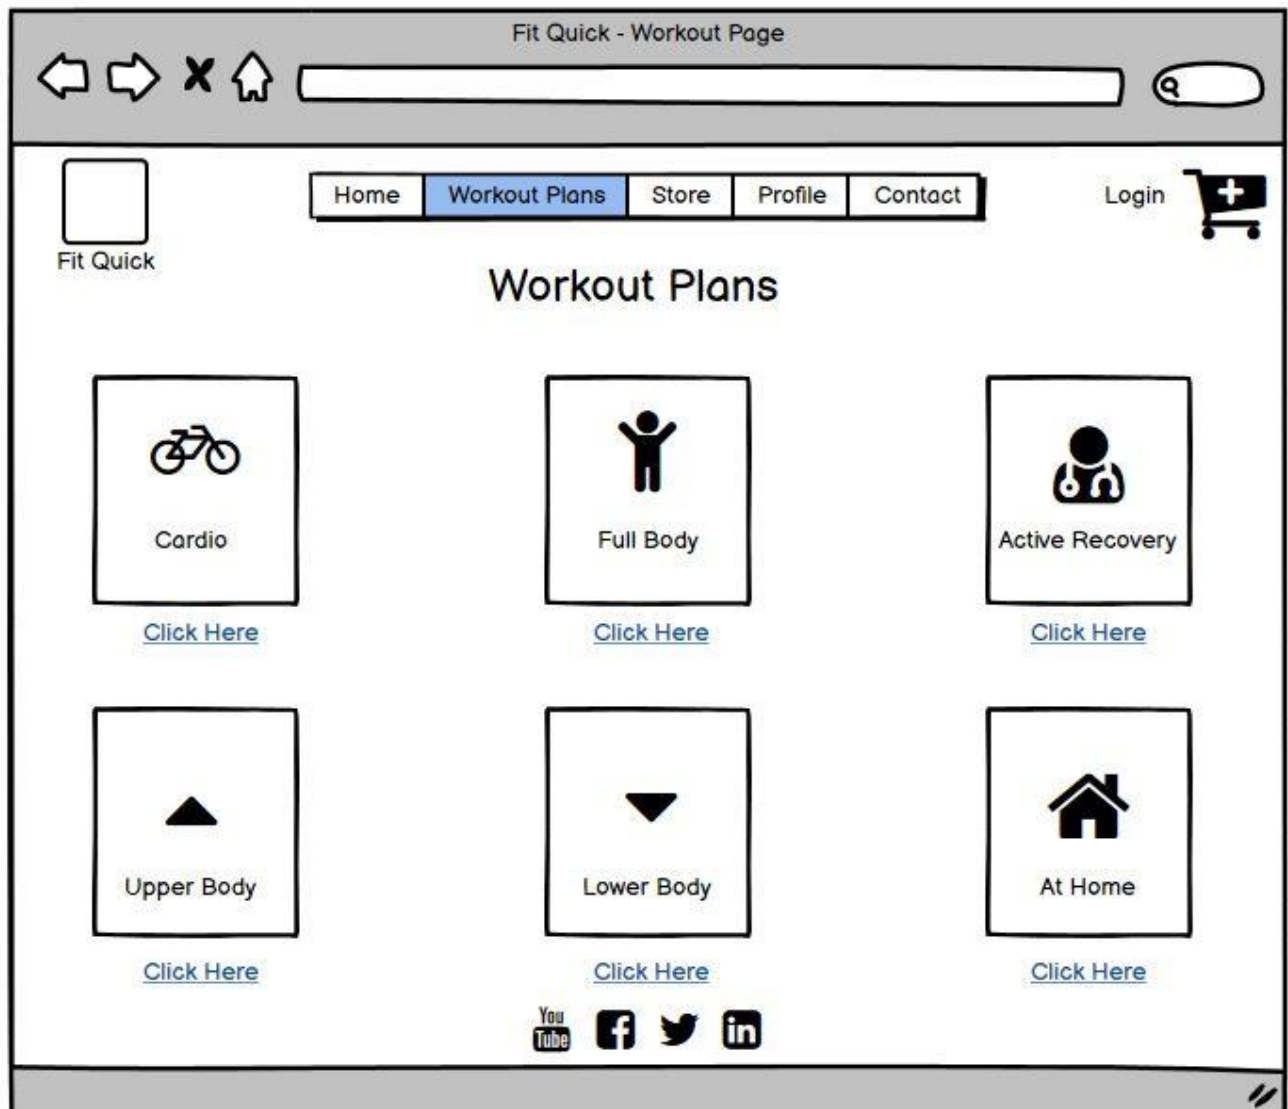 Fit Quick - Workout Page
Home Workout Plans Store Profile Contact Login
Fit Quick
Workout Plans
Cardio Full Body Active Recovery
Click Here Click Here Click Here
Upper Body Lower Body At Home
Click Here Click Here Click Here
You
Tube f in